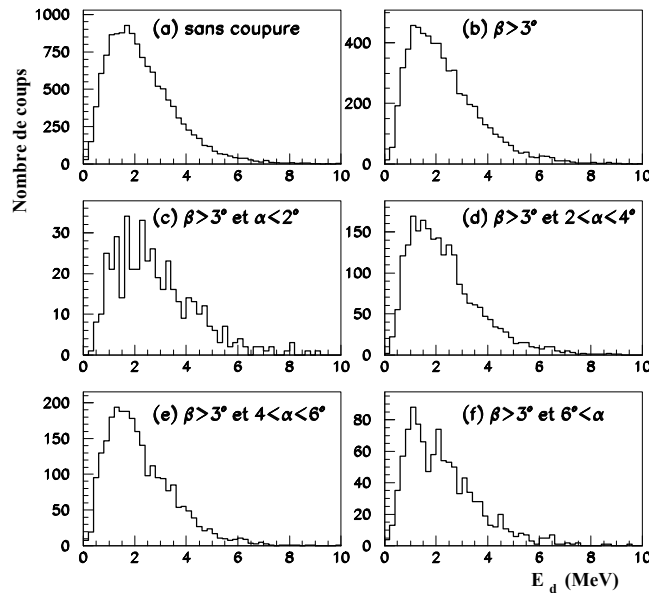 Nombre de coups
(a) sans coupure
1000
750
500
250
0
0 2 4 6 8 10
(b) β>3°
400
200
0
0 2 4 6 8 10
(c) β>3° et α<2°
30
20
10
0
0 2 4 6 8 10
(d) β>3° et 2<α<4°
150
100
50
0
0 2 4 6 8 10
(e) β>3° et 4<α<6°
200
150
100
50
0
0 2 4 6 8 10
(f) β>3° et 6°<α
80
60
40
20
0
0 2 4 6 8 10
E_d (MeV)